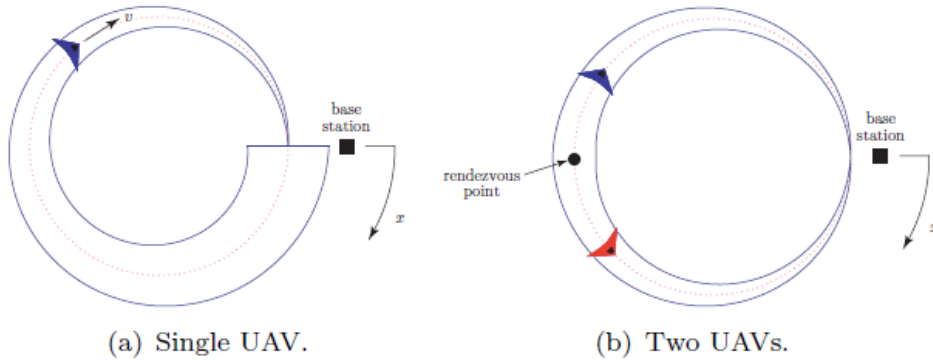 v
base
station
x
(a) Single UAV.
base
station
rendezvous
point
x
(b) Two UAVs.